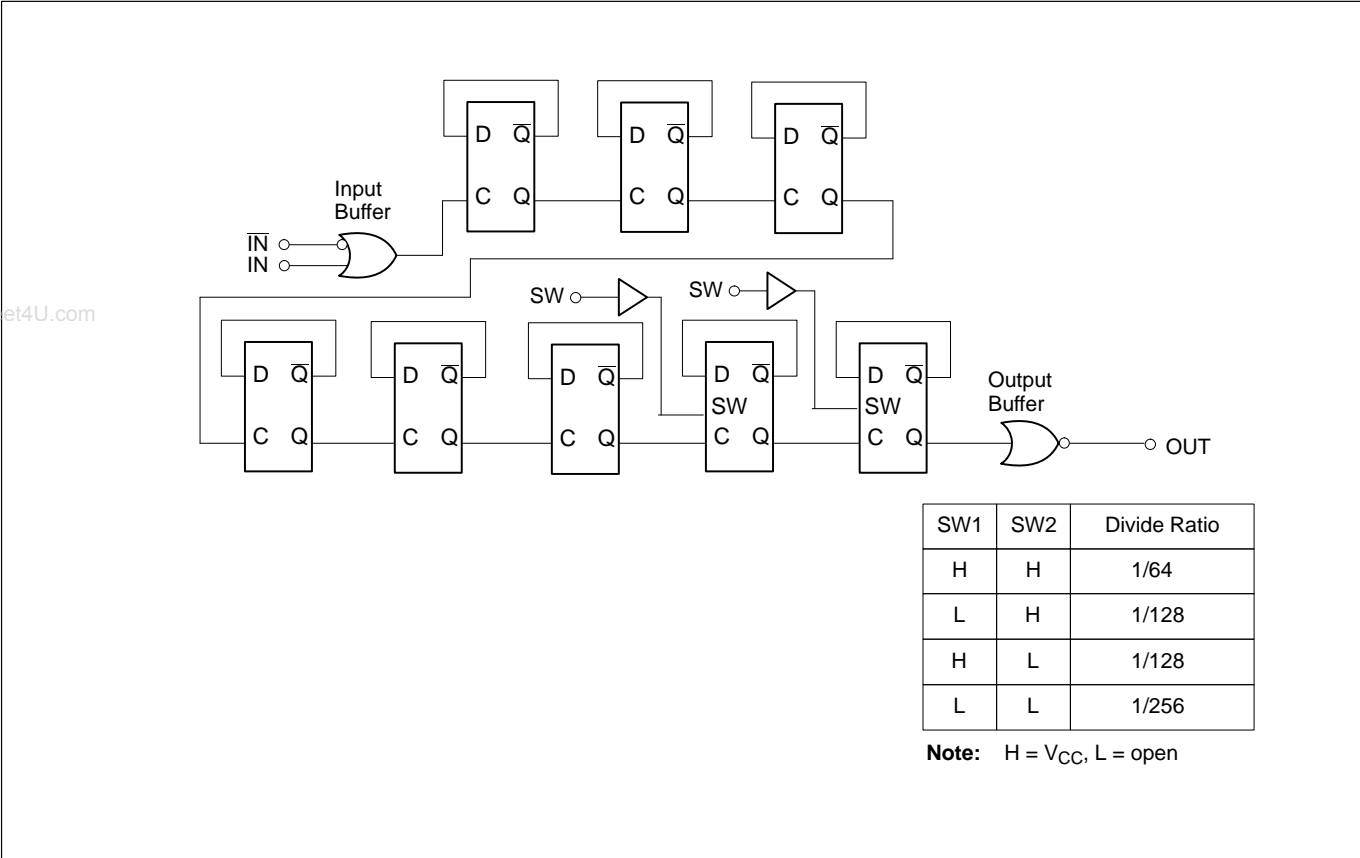 D Q̅ D Q̅ D Q̅
C Q C Q C Q
Input
Buffer
I̅N̅
IN
SW SW
et4U.com
D Q̅ D Q̅ D Q̅ D Q̅ D Q̅
SW SW
C Q C Q C Q C Q C Q
Output
Buffer
OUT
SW1 SW2 Divide Ratio
H H 1/64
L H 1/128
H L 1/128
L L 1/256
Note: H = VCC, L = open